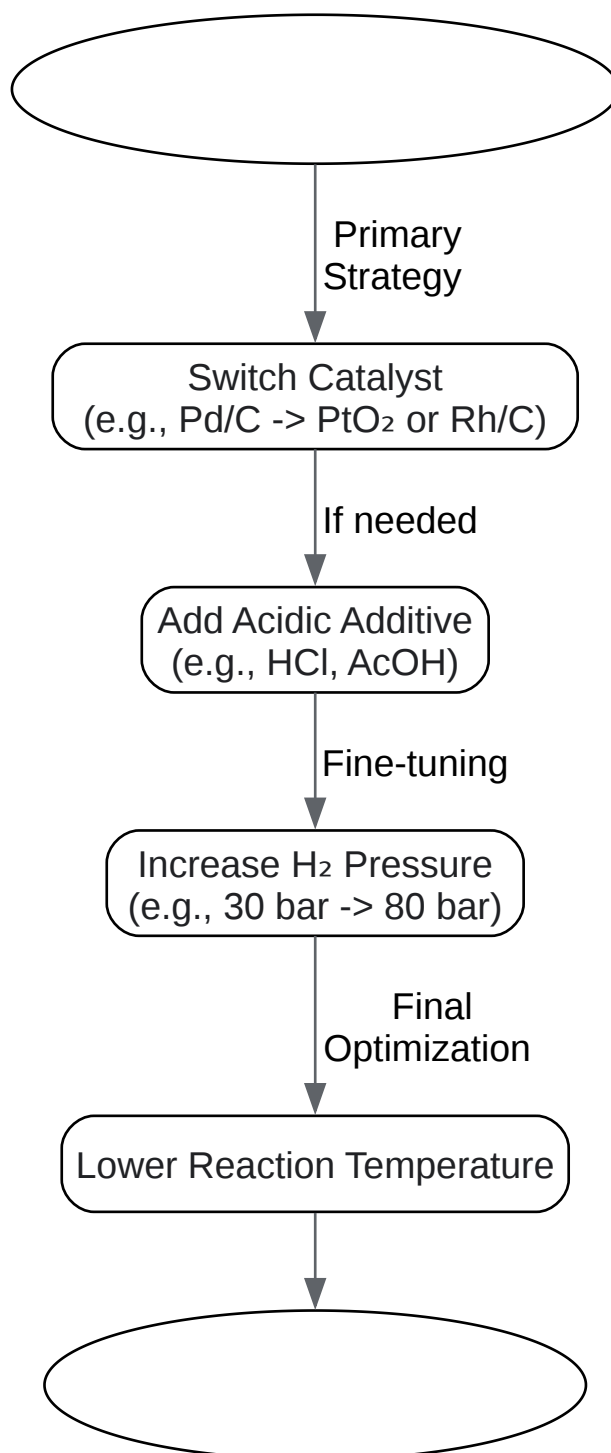 Primary
Strategy
Switch Catalyst
(e.g., Pd/C -> PtO₂ or Rh/C)
If needed
Add Acidic Additive
(e.g., HCl, AcOH)
Fine-tuning
Increase H₂ Pressure
(e.g., 30 bar -> 80 bar)
Final
Optimization
Lower Reaction Temperature